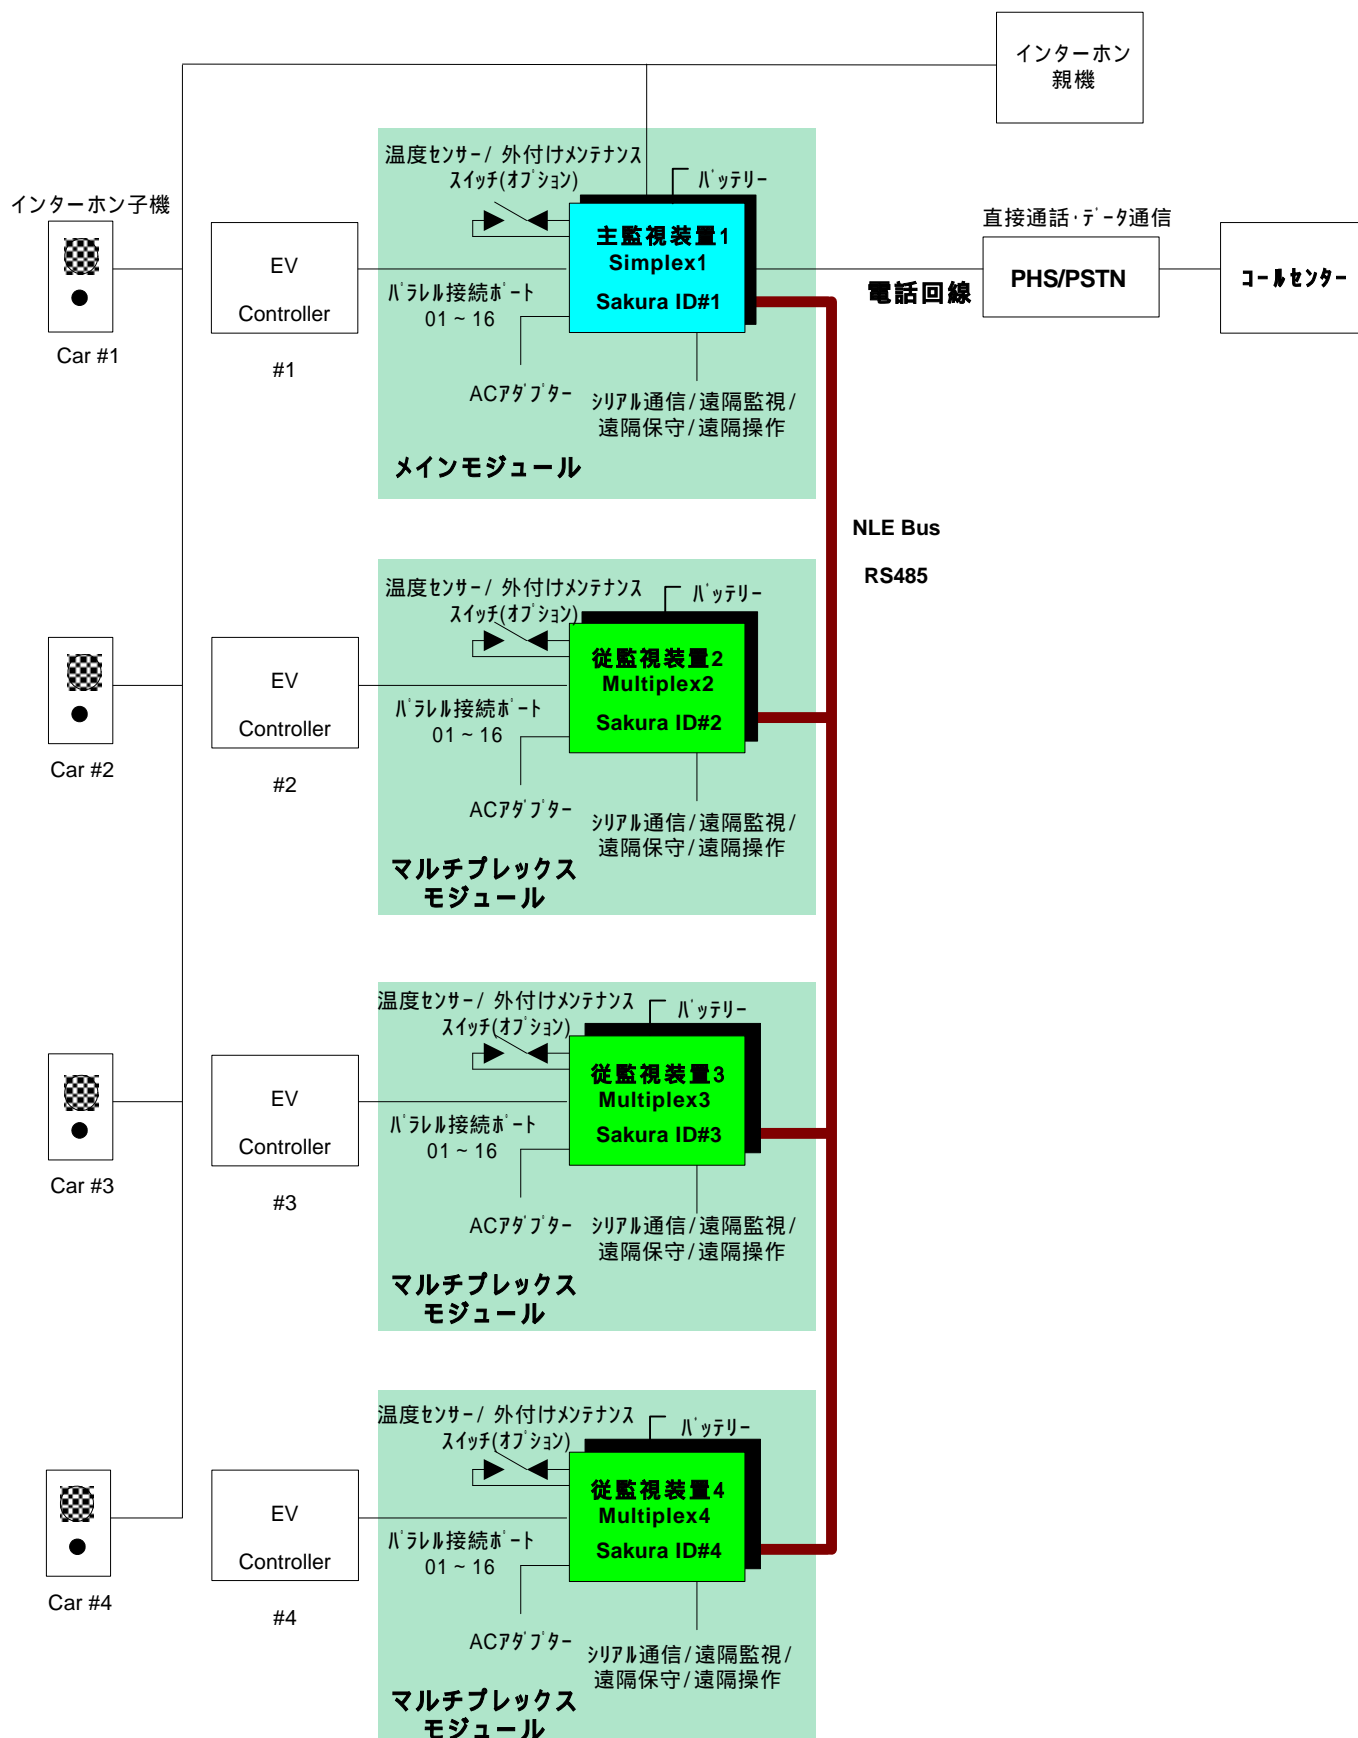 インターホン
親機
温度ｾﾝｻｰ/ 外付けﾒﾝﾃﾅﾝｽ
ｽｲｯﾁ(ｵﾌﾟｼｮﾝ)
ﾊﾞｯﾃﾘｰ
インターホン子機
Car #1
EV
Controller
#1
ﾊﾟﾗﾚﾙ接続ﾎﾟｰﾄ
01 ~ 16
主監視装置1
Simplex1
Sakura ID#1
ACｱﾀﾞﾌﾟﾀｰ
ｼﾘｱﾙ通信/遠隔監視/
遠隔保守/遠隔操作
メインモジュール
電話回線
直接通話･ﾃﾞｰﾀ通信
PHS/PSTN
ｺｰﾙｾﾝﾀｰ
NLE Bus
RS485
温度ｾﾝｻｰ/ 外付けﾒﾝﾃﾅﾝｽ
ｽｲｯﾁ(ｵﾌﾟｼｮﾝ)
ﾊﾞｯﾃﾘｰ
Car #2
EV
Controller
#2
ﾊﾟﾗﾚﾙ接続ﾎﾟｰﾄ
01 ~ 16
従監視装置2
Multiplex2
Sakura ID#2
ACｱﾀﾞﾌﾟﾀｰ
ｼﾘｱﾙ通信/遠隔監視/
遠隔保守/遠隔操作
マルチプレックス
モジュール
温度ｾﾝｻｰ/ 外付けﾒﾝﾃﾅﾝｽ
ｽｲｯﾁ(ｵﾌﾟｼｮﾝ)
ﾊﾞｯﾃﾘｰ
Car #3
EV
Controller
#3
ﾊﾟﾗﾚﾙ接続ﾎﾟｰﾄ
01 ~ 16
従監視装置3
Multiplex3
Sakura ID#3
ACｱﾀﾞﾌﾟﾀｰ
ｼﾘｱﾙ通信/遠隔監視/
遠隔保守/遠隔操作
マルチプレックス
モジュール
温度ｾﾝｻｰ/ 外付けﾒﾝﾃﾅﾝｽ
ｽｲｯﾁ(ｵﾌﾟｼｮﾝ)
ﾊﾞｯﾃﾘｰ
Car #4
EV
Controller
#4
ﾊﾟﾗﾚﾙ接続ﾎﾟｰﾄ
01 ~ 16
従監視装置4
Multiplex4
Sakura ID#4
ACｱﾀﾞﾌﾟﾀｰ
ｼﾘｱﾙ通信/遠隔監視/
遠隔保守/遠隔操作
マルチプレックス
モジュール